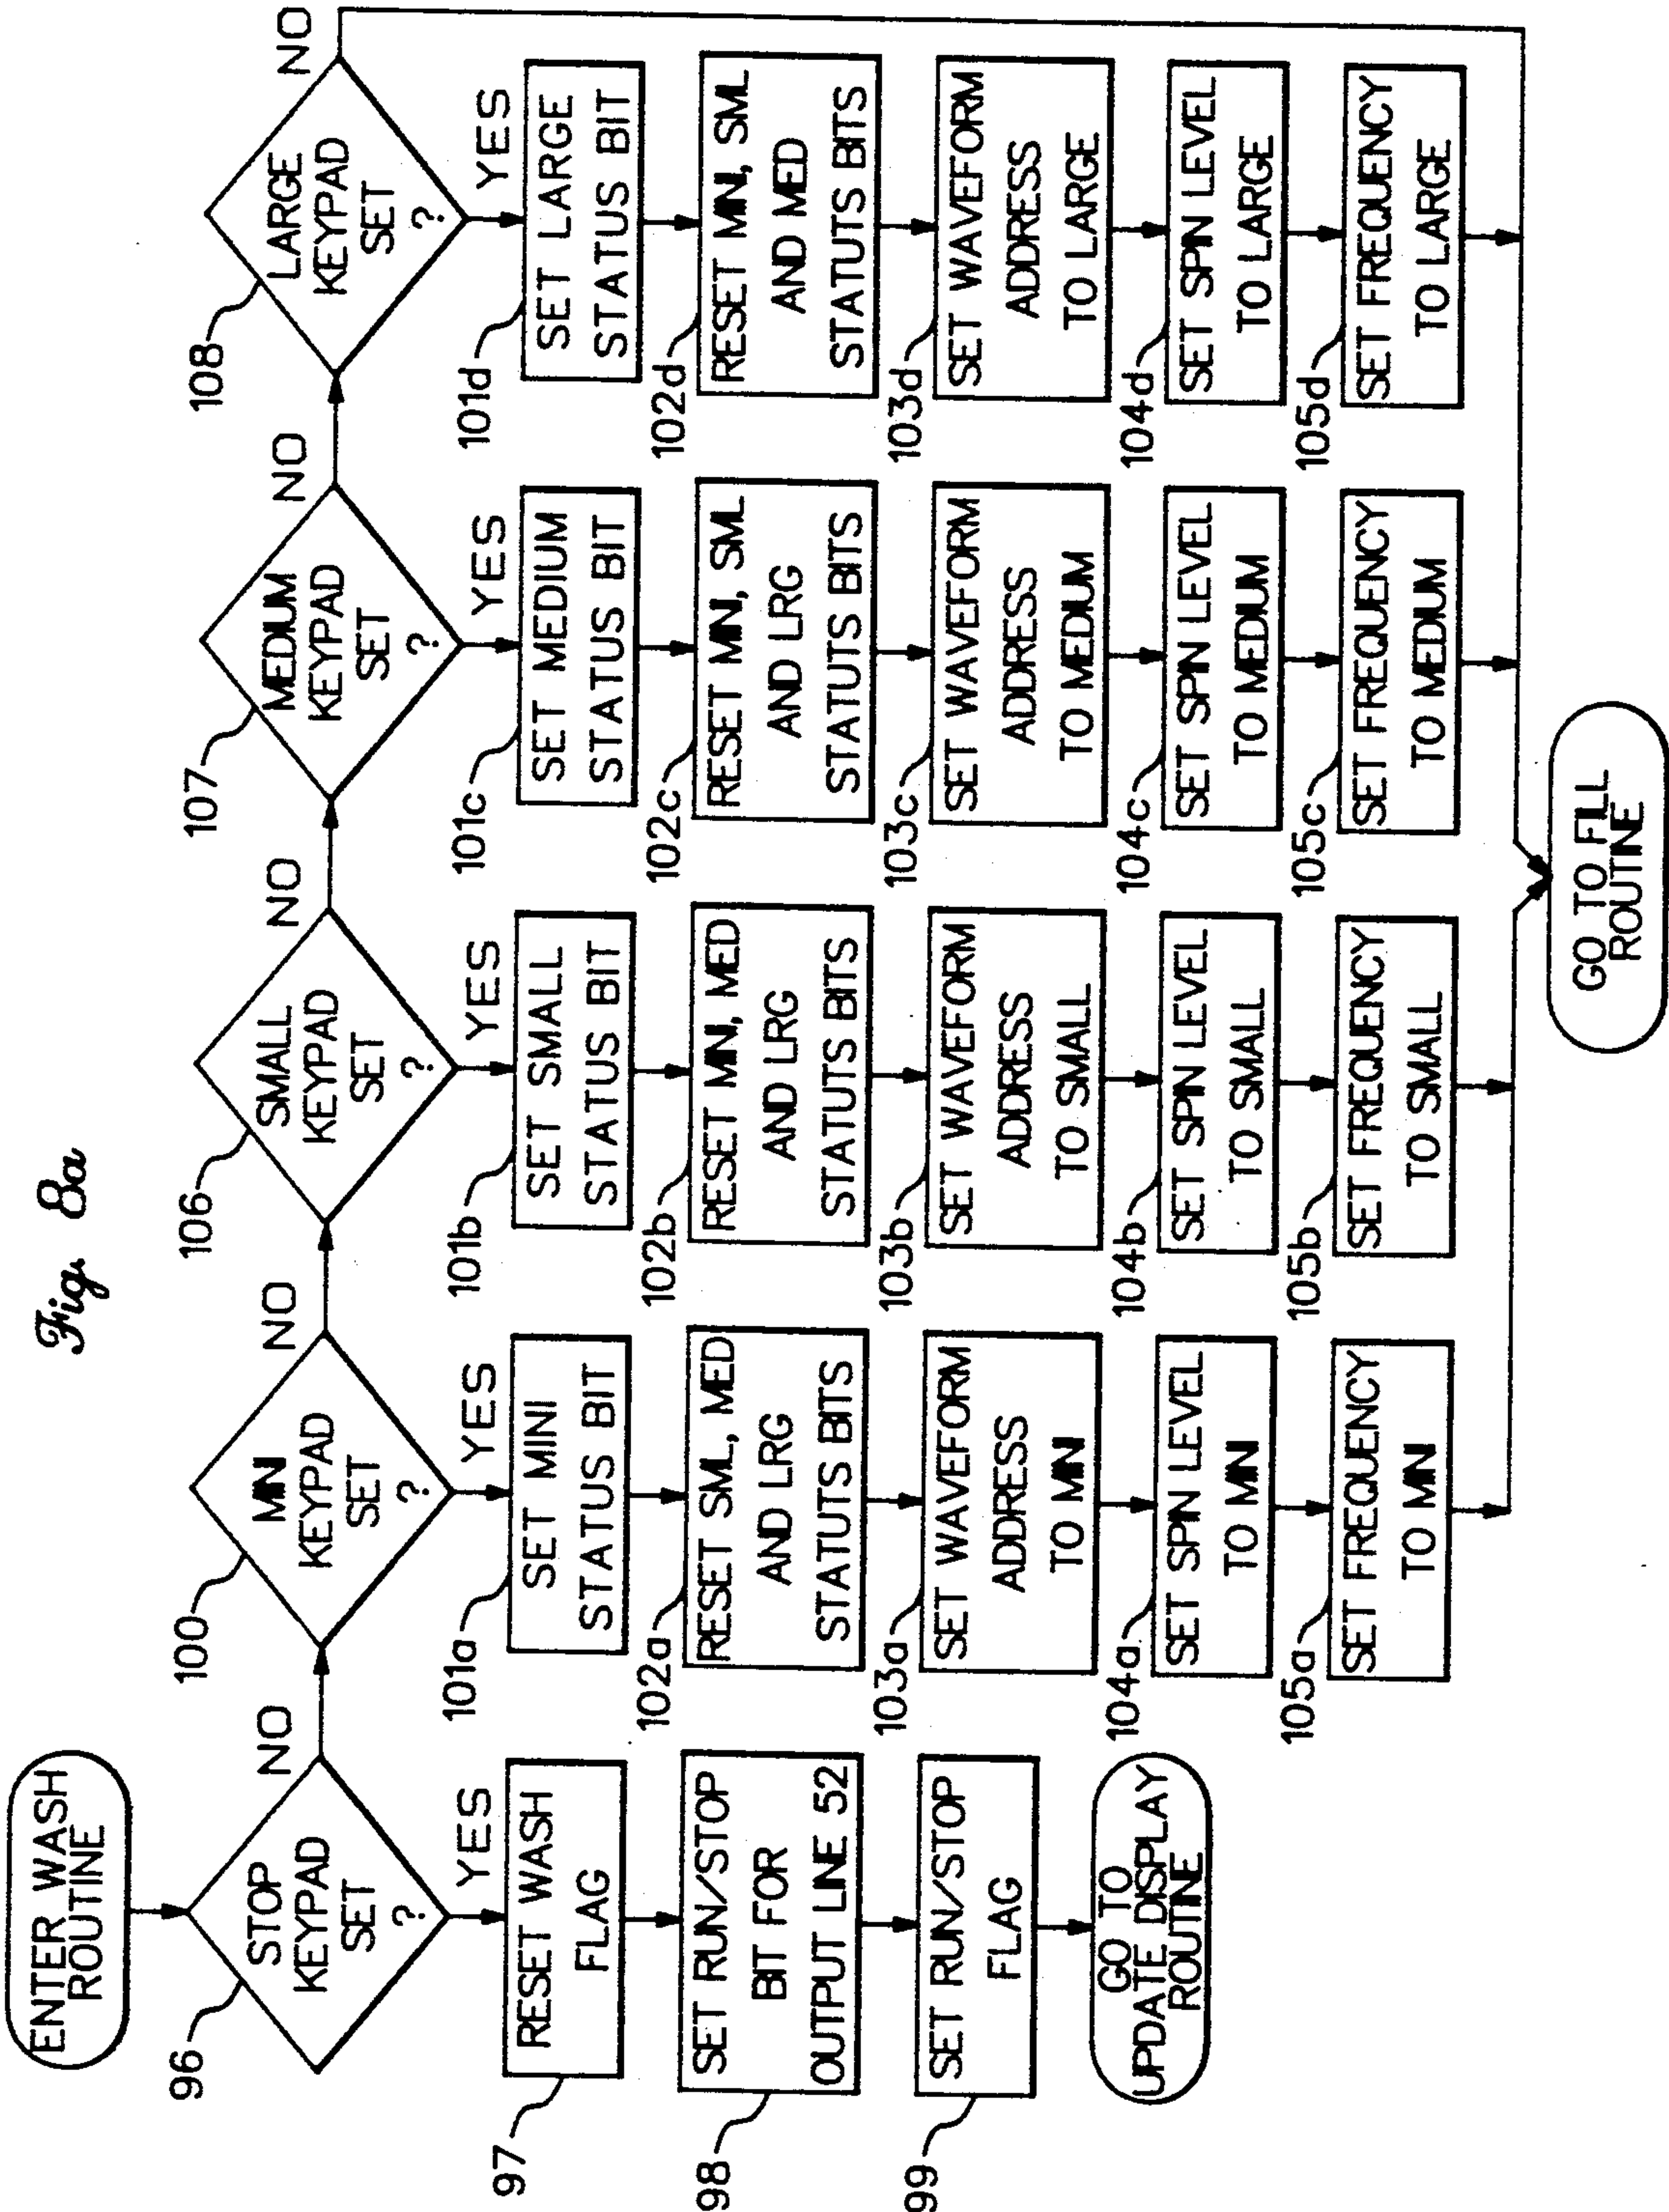 Fig. 8a
ENTER WASH
ROUTINE
96
STOP
KEYPAD
SET
?
NO
YES
97
RESET WASH
FLAG
98
SET RUN/STOP
BIT FOR
OUTPUT LINE 52
99
SET RUN/STOP
FLAG
GO TO
UPDATE DISPLAY
ROUTINE
100
MINI
KEYPAD
SET
?
NO
YES
101a
SET MINI
STATUS BIT
102a
RESET SML, MED
AND LRG
STATUTS BITS
103a
SET WAVEFORM
ADDRESS
TO MINI
104a
SET SPIN LEVEL
TO MINI
105a
SET FREQUENCY
TO MINI
106
SMALL
KEYPAD
SET
?
NO
YES
101b
SET SMALL
STATUS BIT
102b
RESET MINI, MED
AND LRG
STATUTS BITS
103b
SET WAVEFORM
ADDRESS
TO SMALL
104b
SET SPIN LEVEL
TO SMALL
105b
SET FREQUENCY
TO SMALL
107
MEDIUM
KEYPAD
SET
?
NO
YES
101c
SET MEDIUM
STATUS BIT
102c
RESET MINI, SML
AND LRG
STATUTS BITS
103c
SET WAVEFORM
ADDRESS
TO MEDIUM
104c
SET SPIN LEVEL
TO MEDIUM
105c
SET FREQUENCY
TO MEDIUM
108
LARGE
KEYPAD
SET
?
NO
YES
101d
SET LARGE
STATUS BIT
102d
RESET MINI, SML
AND MED
STATUTS BITS
103d
SET WAVEFORM
ADDRESS
TO LARGE
104d
SET SPIN LEVEL
TO LARGE
105d
SET FREQUENCY
TO LARGE
GO TO FILL
ROUTINE